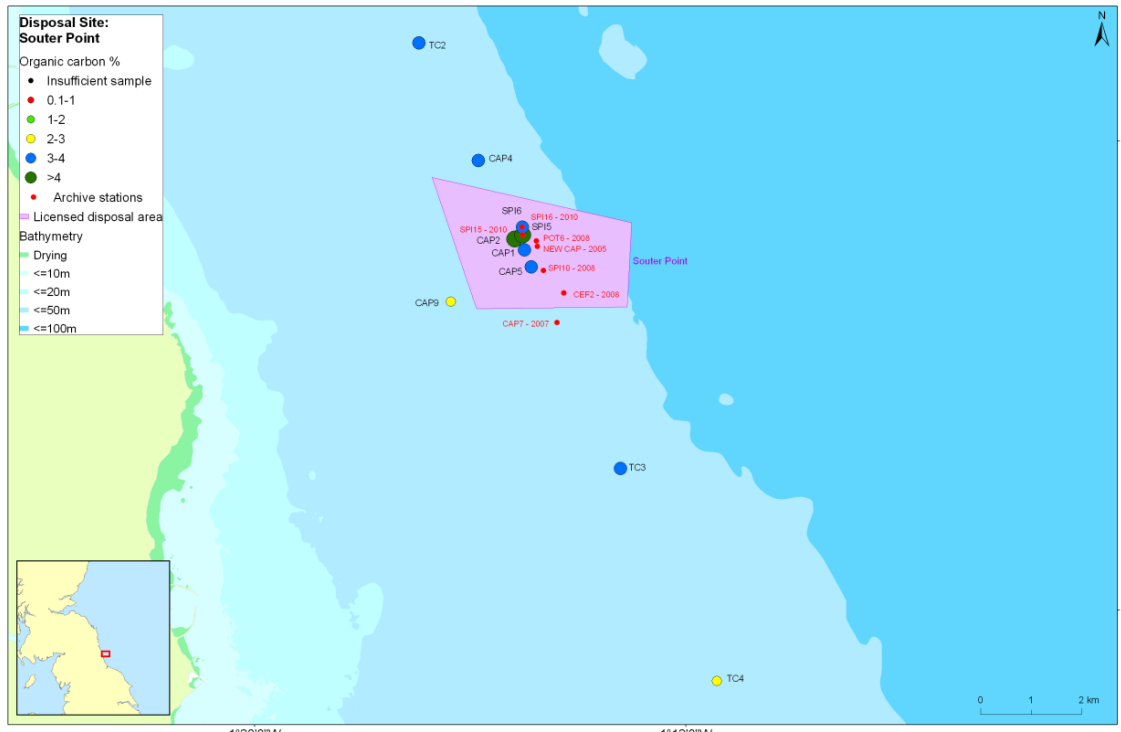 Disposal Site:
Souter Point
Organic carbon %
Insufficient sample
0.1-1
1-2
2-3
3-4
>4
Archive stations
Licensed disposal area
Bathymetry
Drying
<=10m
<=20m
<=50m
<=100m
N
TC2
CAP4
SPI6
SPI16 - 2010
SPI15 - 2010
SPI5
CAP2
POT6 - 2008
NEW CAP - 2005
CAP1
CAP5
SPI10 - 2008
Souter Point
CEF2 - 2008
CAP9
CAP7 - 2007
TC3
TC4
0 1 2 km